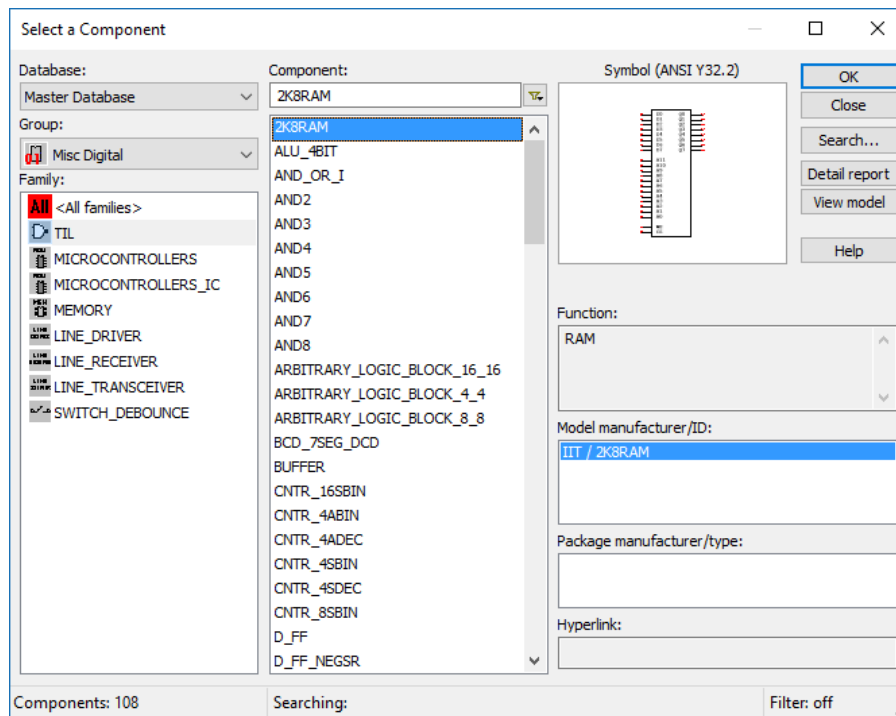 Select a Component
Database:
Master Database
Group:
Misc Digital
Family:
All <All families>
TIL
MICROCONTROLLERS
MICROCONTROLLERS_IC
MEMORY
LINE_DRIVER
LINE_RECEIVER
LINE_TRANSCEIVER
SWITCH_DEBOUNCE
Component:
2K8RAM
2K8RAM
ALU_4BIT
AND_OR_I
AND2
AND3
AND4
AND5
AND6
AND7
AND8
ARBITRARY_LOGIC_BLOCK_16_16
ARBITRARY_LOGIC_BLOCK_4_4
ARBITRARY_LOGIC_BLOCK_8_8
BCD_7SEG_DCD
BUFFER
CNTR_16SBIN
CNTR_4ABIN
CNTR_4ADEC
CNTR_4SBIN
CNTR_4SDEC
CNTR_8SBIN
D_FF
D_FF_NEGSR
Symbol (ANSI Y32.2)
OK
Close
Search...
Detail report
View model
Help
Function:
RAM
Model manufacturer/ID:
IIT / 2K8RAM
Package manufacturer/type:
Hyperlink:
Components: 108
Searching:
Filter: off